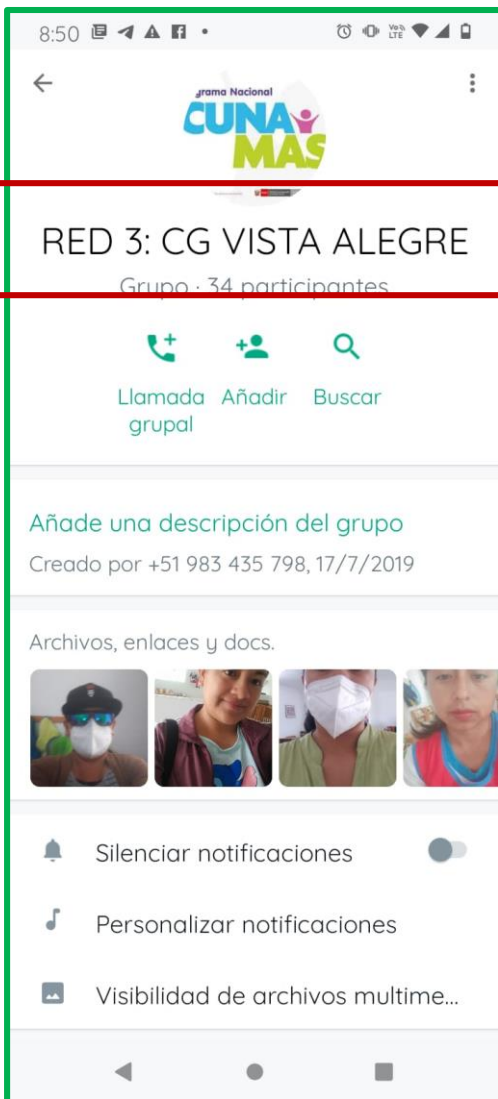 8:50
Vo))
LTE
grama Nacional
CUNA
MAS
RED 3: CG VISTA ALEGRE
Grupo · 34 participantes
Llamada Añadir Buscar
grupal
Añade una descripción del grupo
Creado por +51 983 435 798, 17/7/2019
Archivos, enlaces y docs.
Silenciar notificaciones
Personalizar notificaciones
Visibilidad de archivos multime...